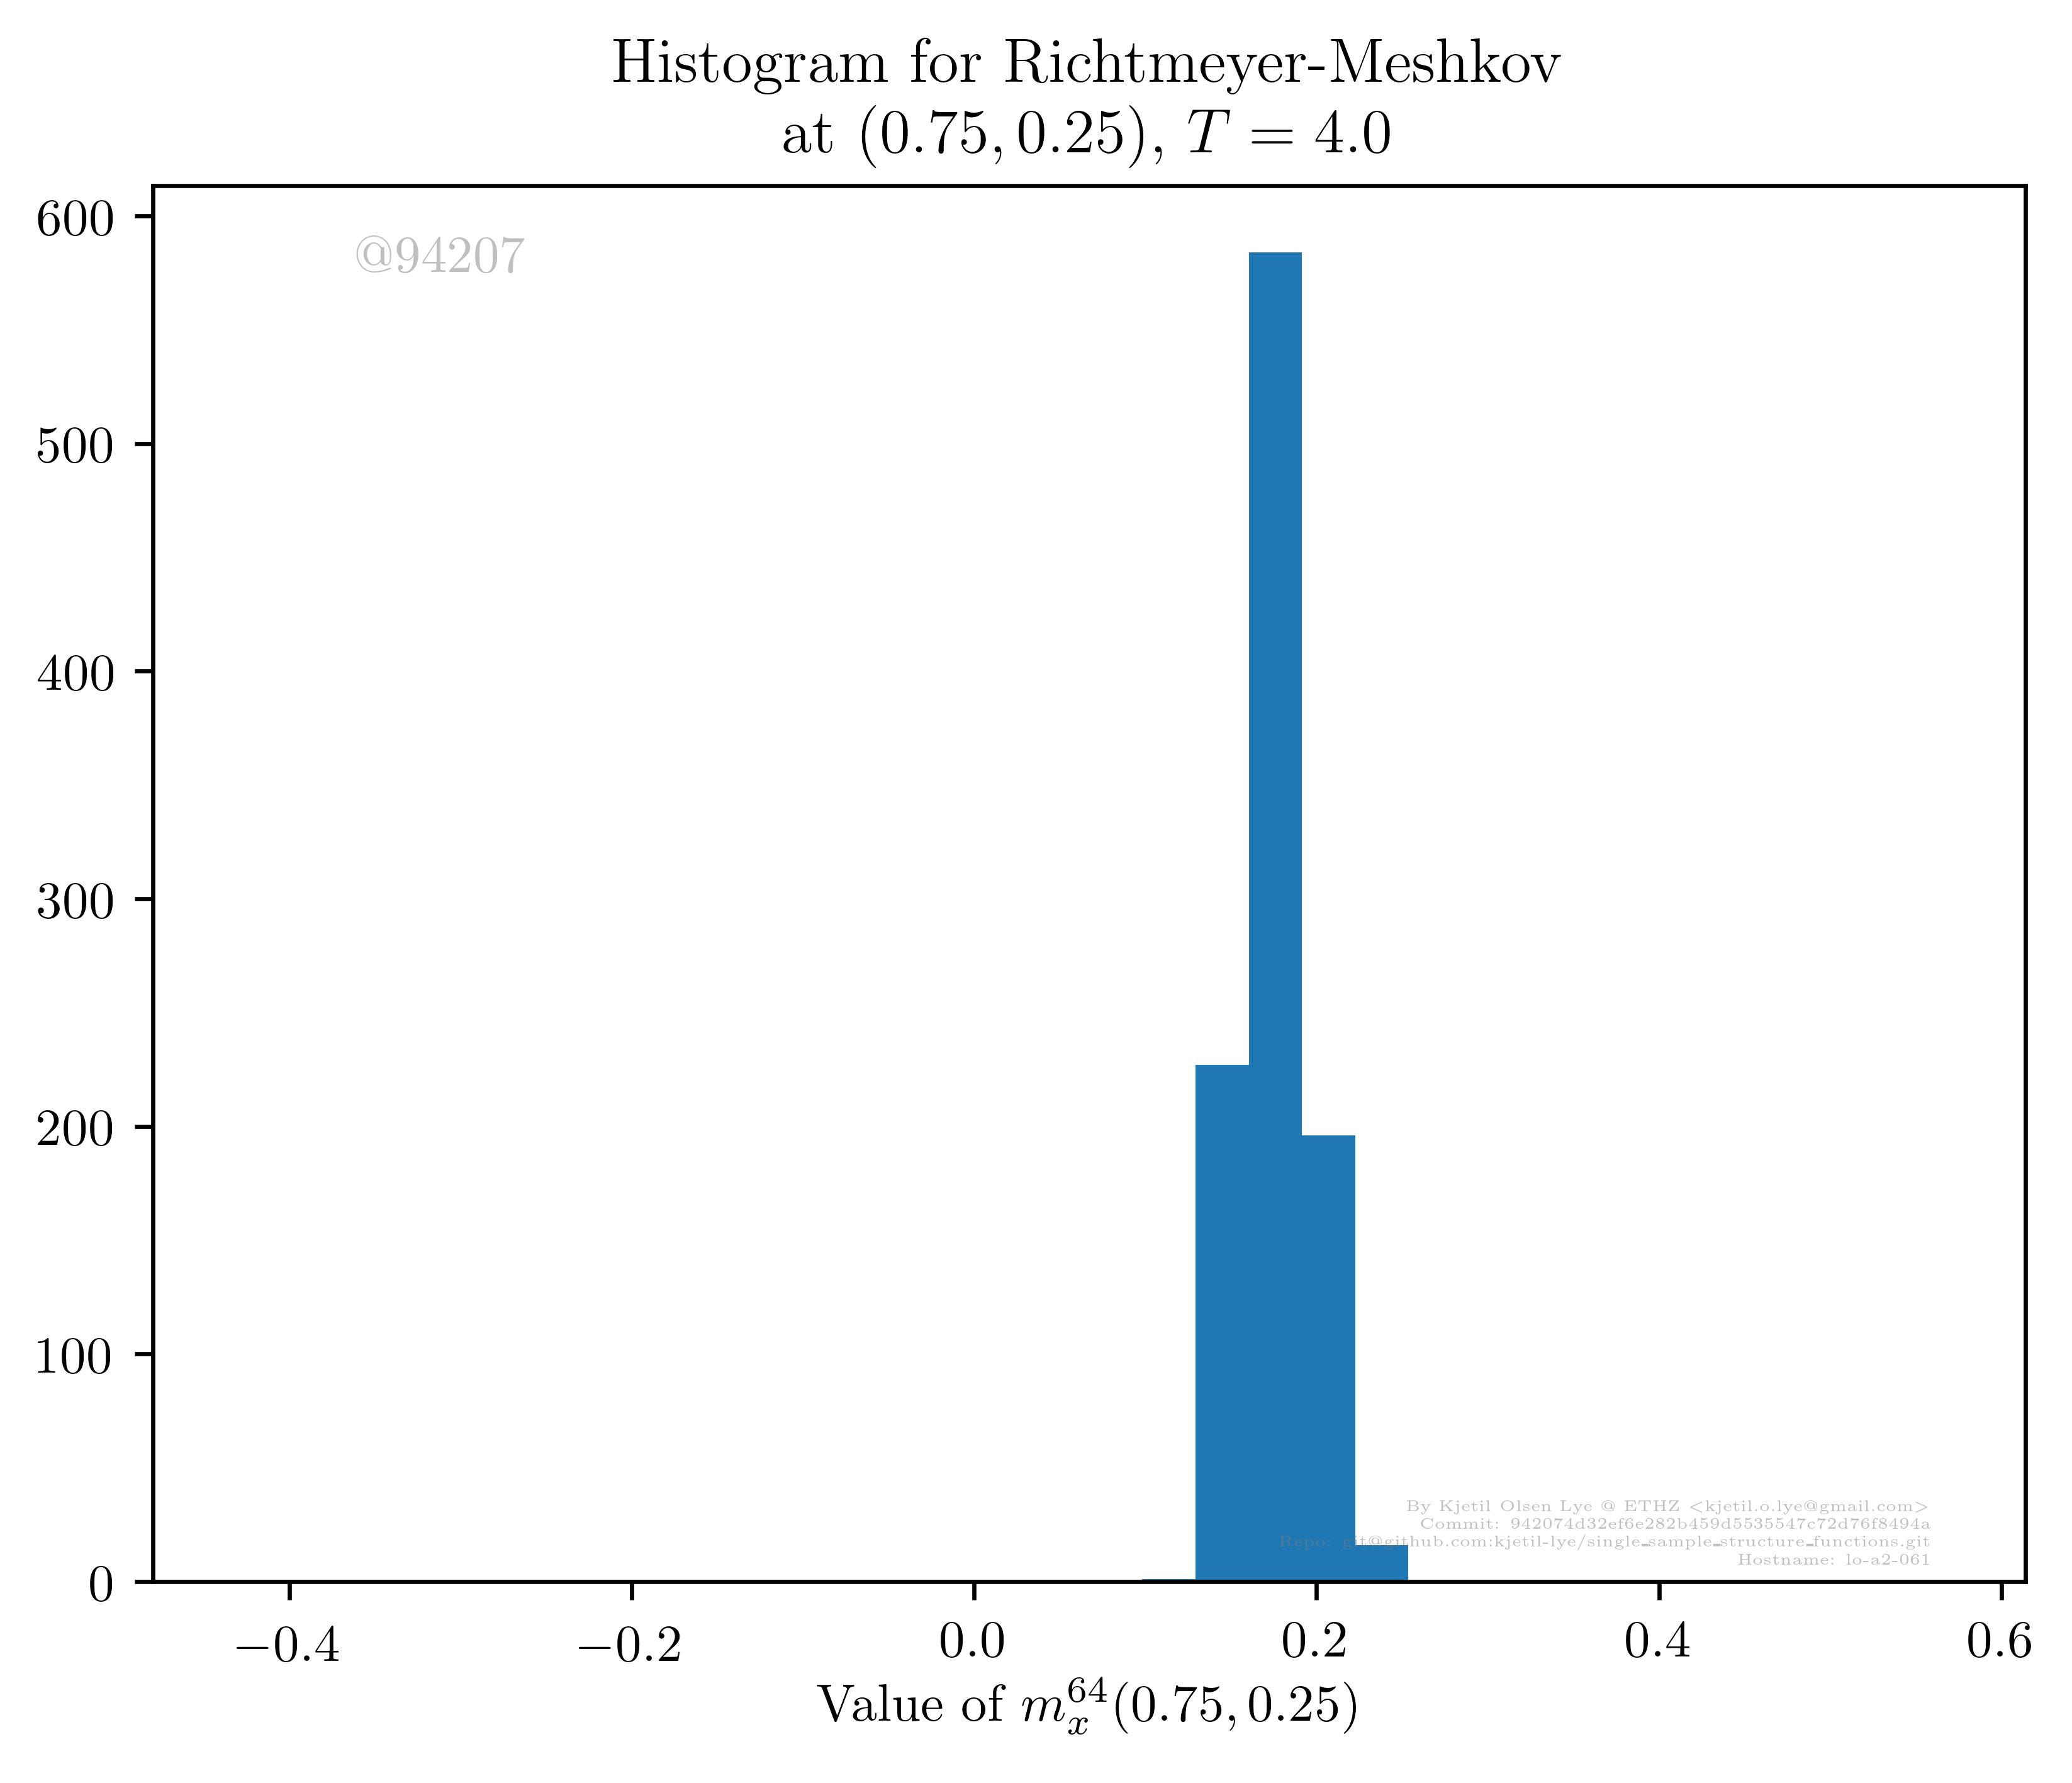 Histogram for Richtmeyer-Meshkov
at (0.75, 0.25), T = 4.0
@94207
600
500
400
300
200
100
0
−0.4 −0.2 0.0 0.2 0.4 0.6
By Kjetil Olsen Lye @ ETHZ <kjetil.o.lye@gmail.com>
Commit: 942074d32ef6e282b459d5535547c72d76f8494a
Repo: git@github.com:kjetil-lye/single_sample_structure_functions.git
Hostname: lo-a2-061
Value of m_x^64(0.75, 0.25)